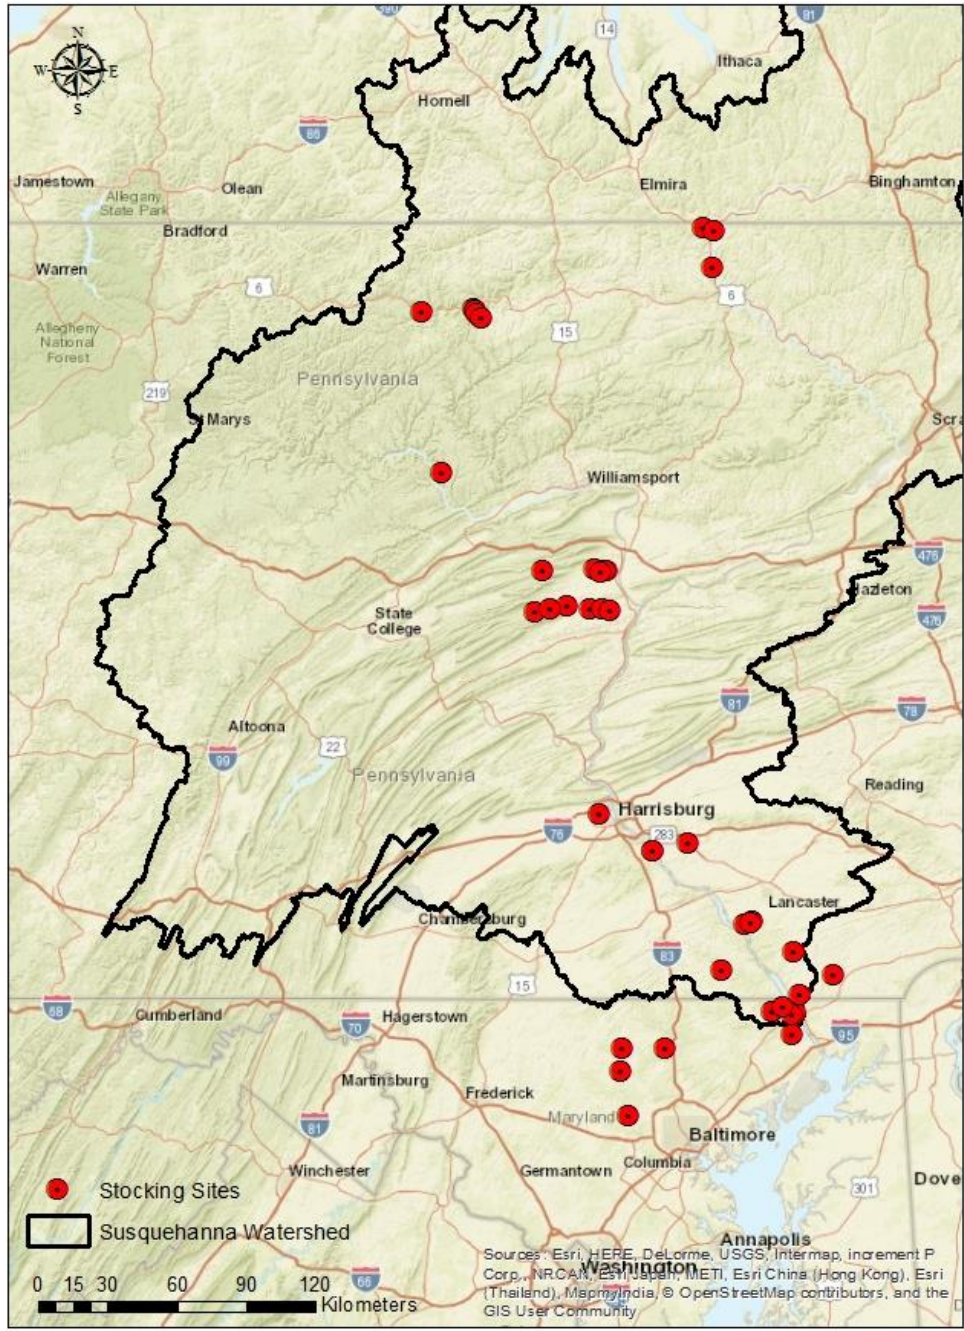 390
81
14
Ithaca
N
W E
S
Hornell
86
Jamestown
Olean
Elmira
Binghamton
Allegany
State Park
Bradford
Warren
6
6
Allegheny
National
Forest
15
Pennsylvania
219
St Marys
Scra
Williamsport
476
Hazleton
State
College
476
81
78
Altoona
22
99
Pennsylvania
Reading
Harrisburg
76
283
Lancaster
Chambersburg
83
15
68
Cumberland
70
Hagerstown
95
Martinsburg
Frederick
Maryland
81
Baltimore
Winchester
Germantown
Columbia
301
Dove
Stocking Sites
Susquehanna Watershed
Annapolis
Washington
66
Sources: Esri, HERE, DeLorme, USGS, Intermap, increment P
Corp., NRCAN, Esri Japan, METI, Esri China (Hong Kong), Esri
(Thailand), MapmyIndia, © OpenStreetMap contributors, and the
GIS User Community
0 15 30 60 90 120
Kilometers